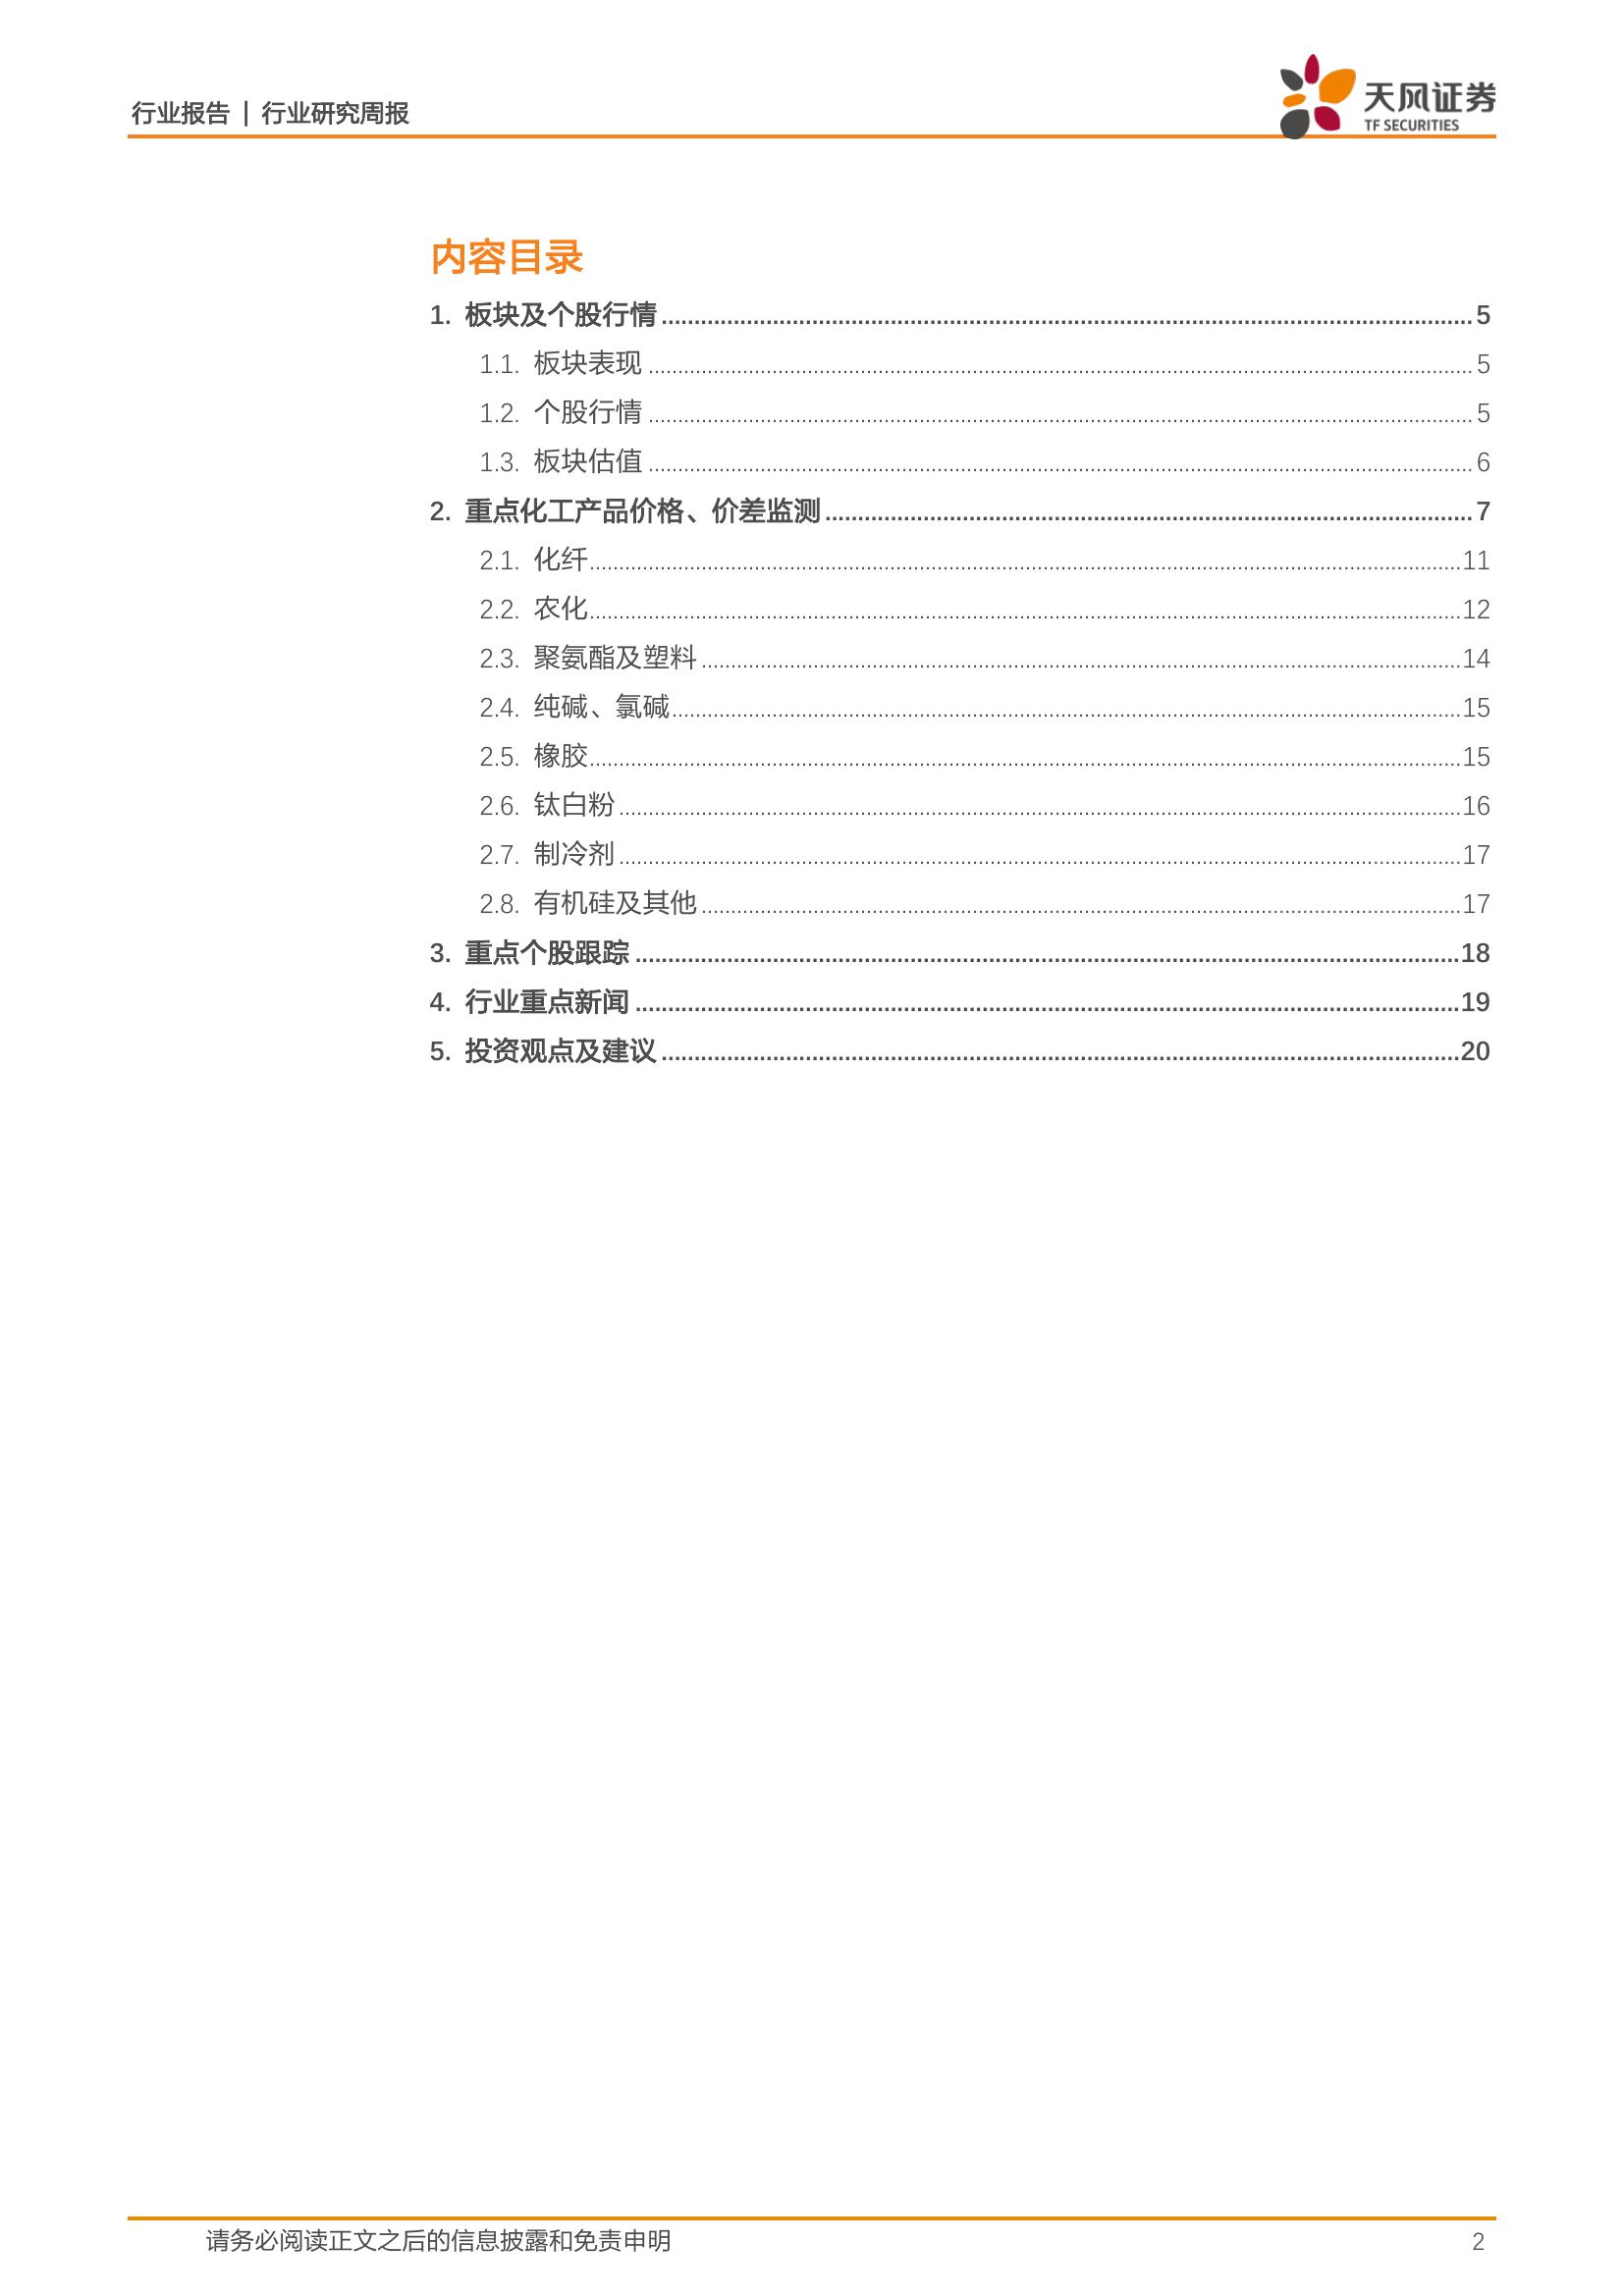 行业报告 | 行业研究周报
天风证券
TF SECURITIES
内容目录
1. 板块及个股行情 5
1.1. 板块表现 5
1.2. 个股行情 5
1.3. 板块估值 6
2. 重点化工产品价格、价差监测 7
2.1. 化纤 11
2.2. 农化 12
2.3. 聚氨酯及塑料 14
2.4. 纯碱、氯碱 15
2.5. 橡胶 15
2.6. 钛白粉 16
2.7. 制冷剂 17
2.8. 有机硅及其他 17
3. 重点个股跟踪 18
4. 行业重点新闻 19
5. 投资观点及建议 20
请务必阅读正文之后的信息披露和免责申明 2